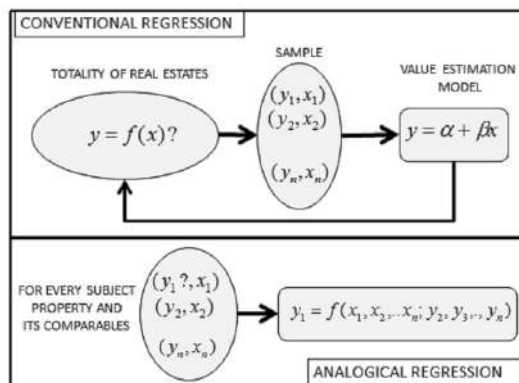 CONVENTIONAL REGRESSION
TOTALITY OF REAL ESTATES
y = f(x)?
SAMPLE
(y₁, x₁)
(y₂, x₂)
(yₙ, xₙ)
VALUE ESTIMATION
MODEL
y = α + βx
FOR EVERY SUBJECT
PROPERTY AND
ITS COMPARABLES
(y₁?, x₁)
(y₂, x₂)
(yₙ, xₙ)
y₁ = f(x₁, x₂,..xₙ; y₂, y₃,., yₙ)
ANALOGICAL REGRESSION